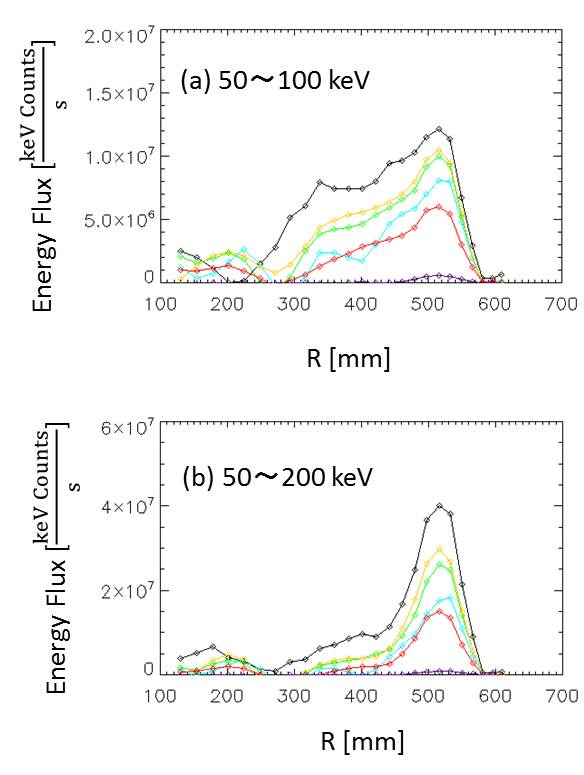 2.0×10⁷
1.5×10⁷
1.0×10⁷
5.0×10⁶
0
Energy Flux [keV Counts / s]
(a) 50～100 keV
100 200 300 400 500 600 700
R [mm]
6×10⁷
4×10⁷
2×10⁷
0
Energy Flux [keV Counts / s]
(b) 50～200 keV
100 200 300 400 500 600 700
R [mm]